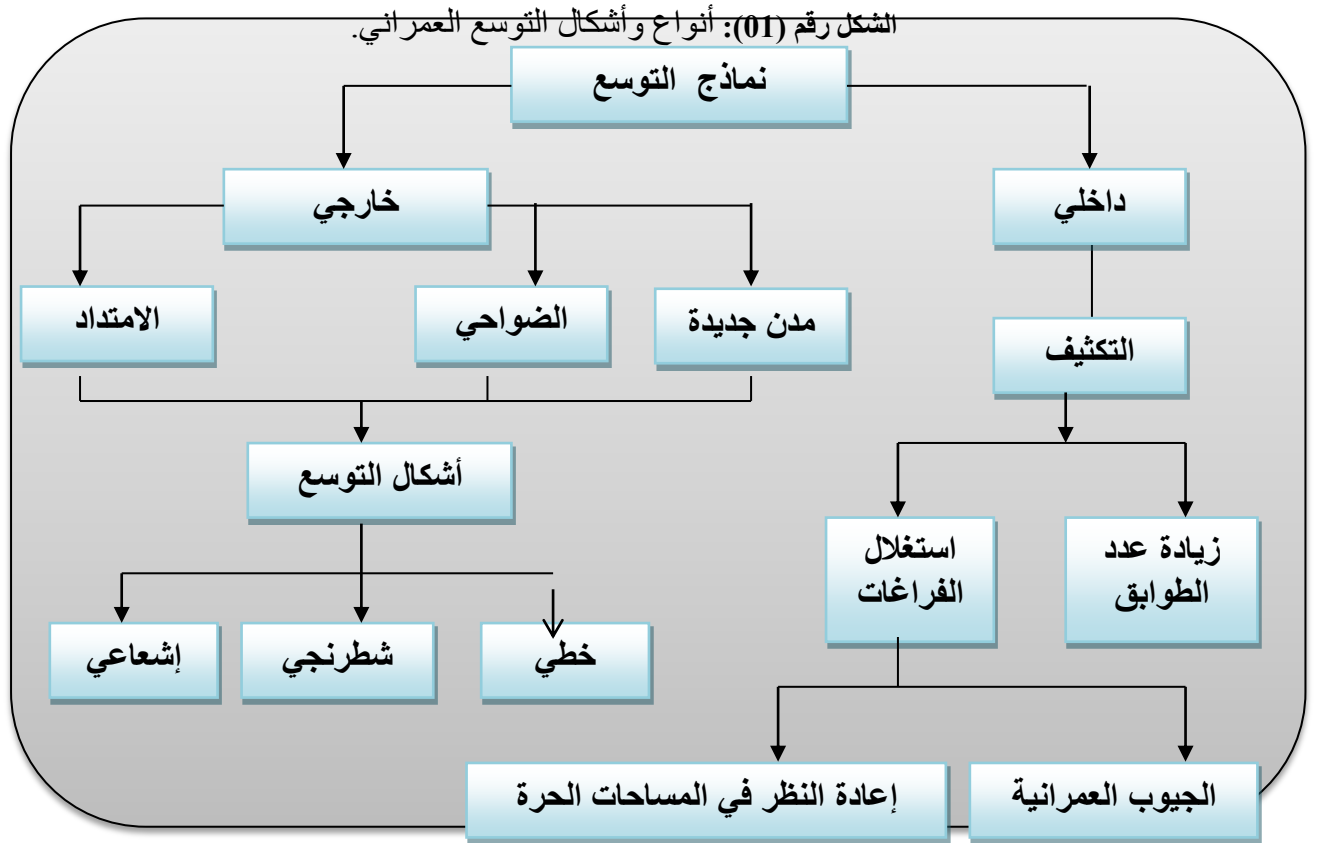 الشكل رقم (01): أنواع وأشكال التوسع العمراني.
نماذج التوسع
داخلي
خارجي
مدن جديدة
الضواحي
الامتداد
التكثيف
أشكال التوسع
زيادة عدد
الطوابق
استغلال
الفراغات
خطي
شطرنجي
إشعاعي
الجيوب العمرانية
إعادة النظر في المساحات الحرة